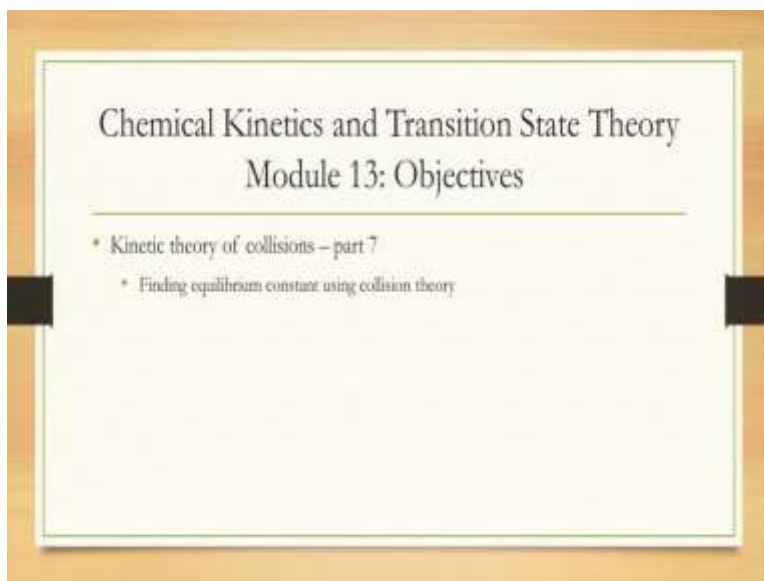 Chemical Kinetics and Transition State Theory
Module 13: Objectives
• Kinetic theory of collisions – part 7
• Finding equilibrium constant using collision theory